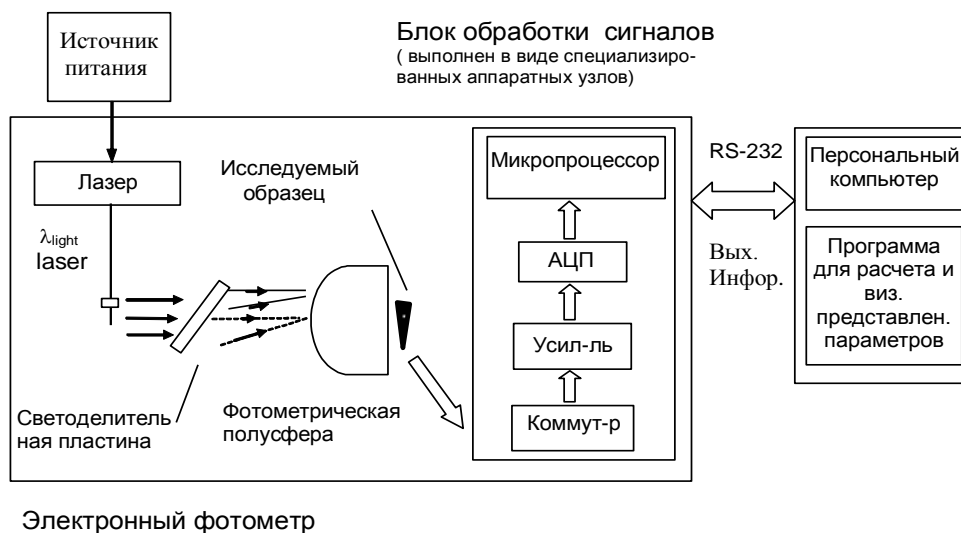 Источник
питания
Блок обработки сигналов
( выполнен в виде специализиро-
ванных аппаратных узлов)
Лазер
λlight
laser
Исследуемый
образец
Светоделитель
ная пластина
Фотометрическая
полусфера
Микропроцессор
АЦП
Усил-ль
Коммут-р
RS-232
Вых.
Инфор.
Персональный
компьютер
Программа
для расчета и
виз.
представлен.
параметров
Электронный фотометр